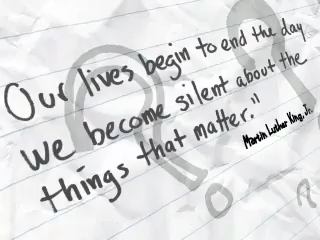 Our lives begin to end the day
we become silent about the
things that matter."
Martin Luther King, Jr.